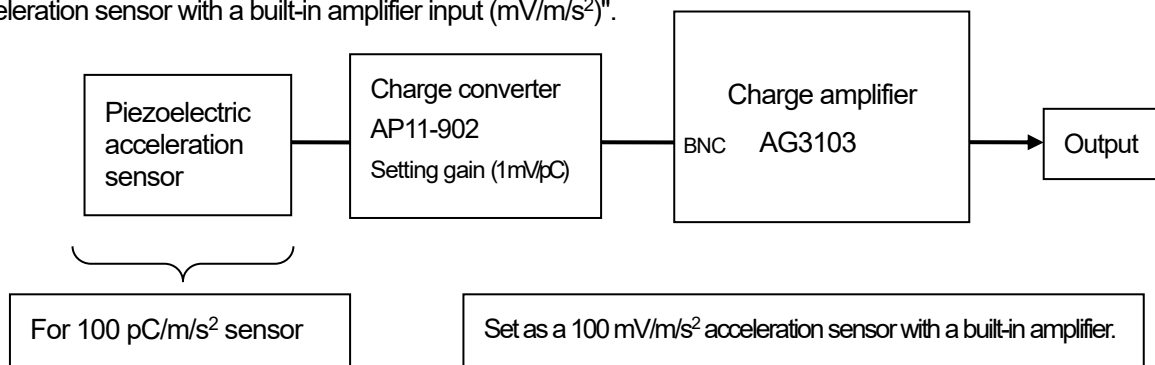 eleration sensor with a built-in amplifier input (mV/m/s²)".
Piezoelectric
acceleration
sensor
Charge converter
AP11-902
Setting gain (1mV/pC)
Charge amplifier
BNC AG3103
Output
For 100 pC/m/s² sensor
Set as a 100 mV/m/s² acceleration sensor with a built-in amplifier.